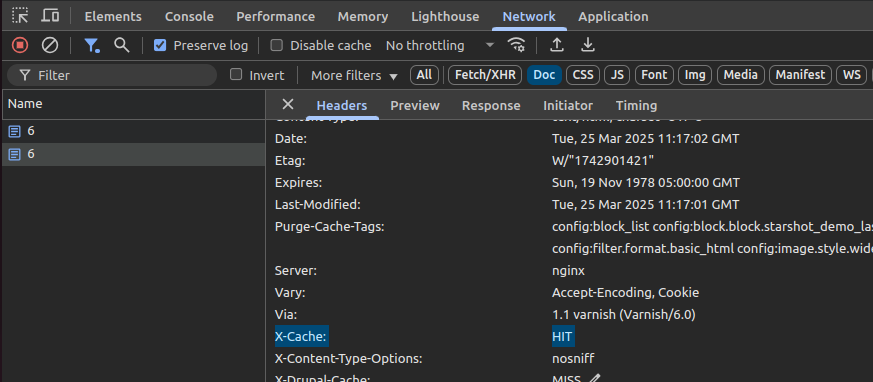 Elements Console Performance Memory Lighthouse Network Application
Preserve log Disable cache No throttling
Filter Invert More filters All Fetch/XHR Doc CSS JS Font Img Media Manifest WS
Name Headers Preview Response Initiator Timing
6
6
Date: Tue, 25 Mar 2025 11:17:02 GMT
Etag: W/"1742901421"
Expires: Sun, 19 Nov 1978 05:00:00 GMT
Last-Modified: Tue, 25 Mar 2025 11:17:01 GMT
Purge-Cache-Tags: config:block_list config:block.block.starshot_demo_las
config:filter.format.basic_html config:image.style.wide
Server: nginx
Vary: Accept-Encoding, Cookie
Via: 1.1 varnish (Varnish/6.0)
X-Cache: HIT
X-Content-Type-Options: nosniff
X-Drupal-Cache: MISS